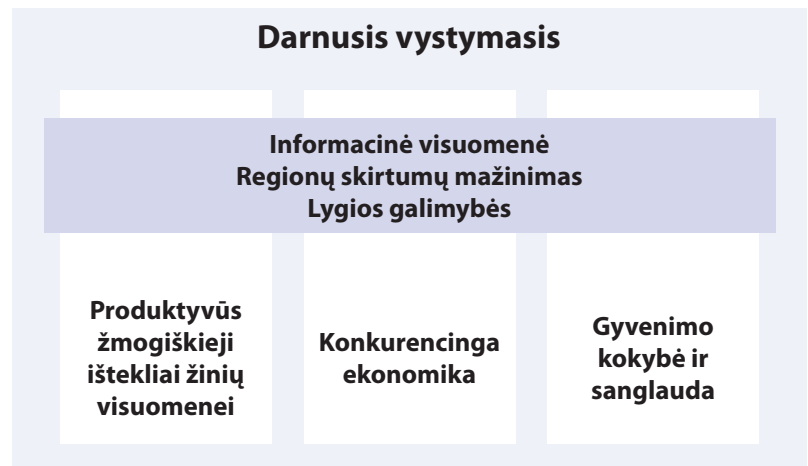 Darnusis vystymasis
Informacinė visuomenė
Regionų skirtumų mažinimas
Lygios galimybės
Produktyvūs
žmogiškieji
ištekliai žinių
visuomenei
Konkurencinga
ekonomika
Gyvenimo
kokybė ir
sanglauda